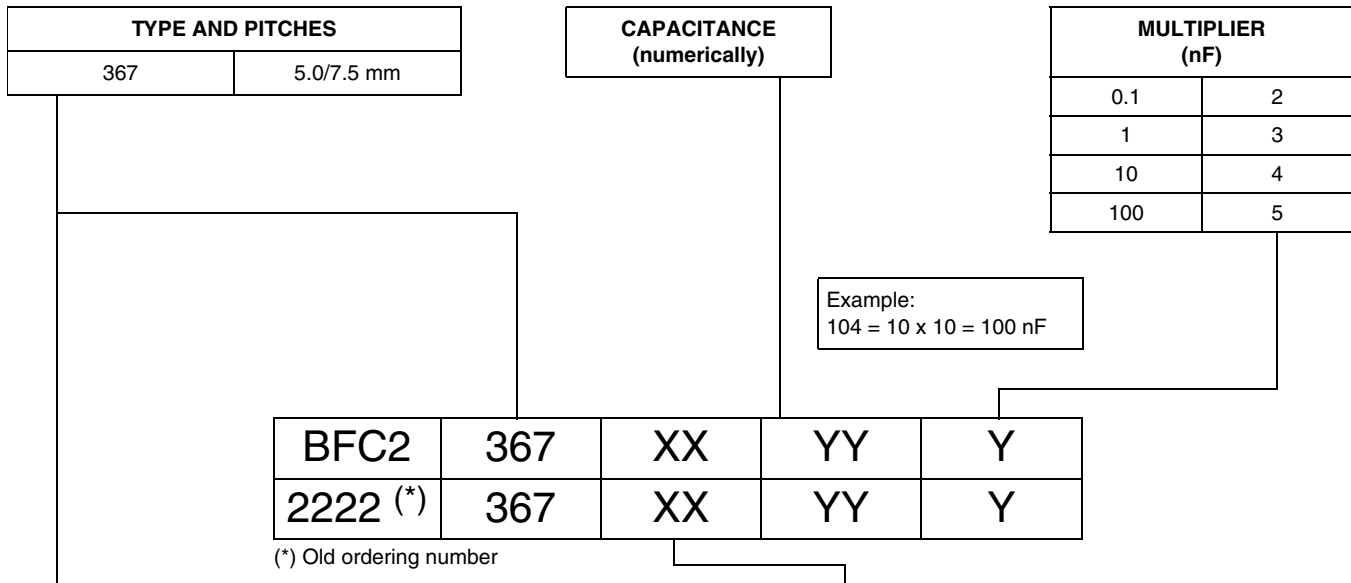 TYPE AND PITCHES
367 5.0/7.5 mm
CAPACITANCE
(numerically)
MULTIPLIER
(nF)
0.1 2
1 3
10 4
100 5
Example:
104 = 10 x 10 = 100 nF
BFC2 367 XX YY Y
2222 (*) 367 XX YY Y
(*) Old ordering number